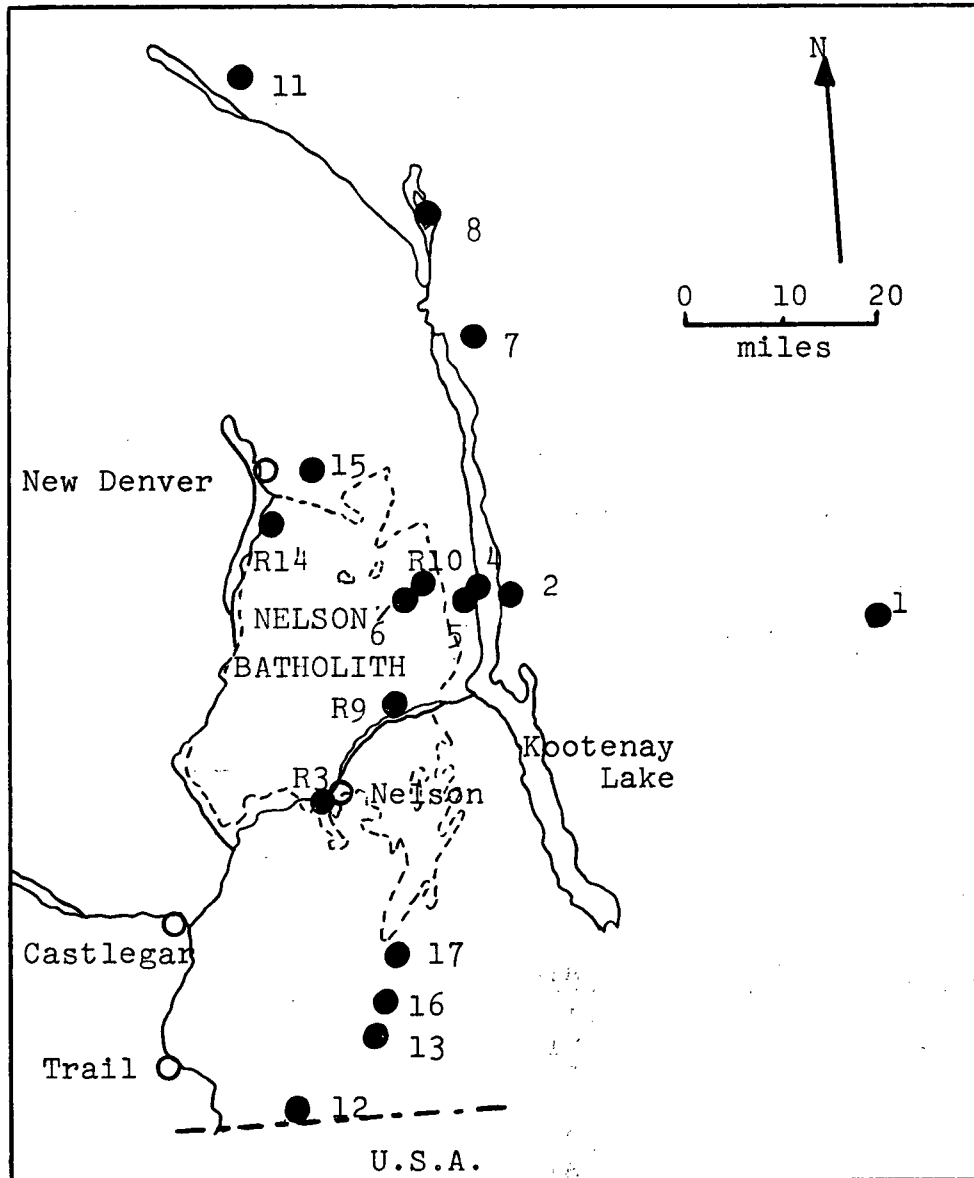 N
11
8
0 10 20
miles
7
New Denver
15
R14
R10 4
2
1
NELSON
6
5
BATHOLITH
R9
Kootenay
Lake
R3
Nelson
Castlegar
17
16
13
Trail
12
U.S.A.